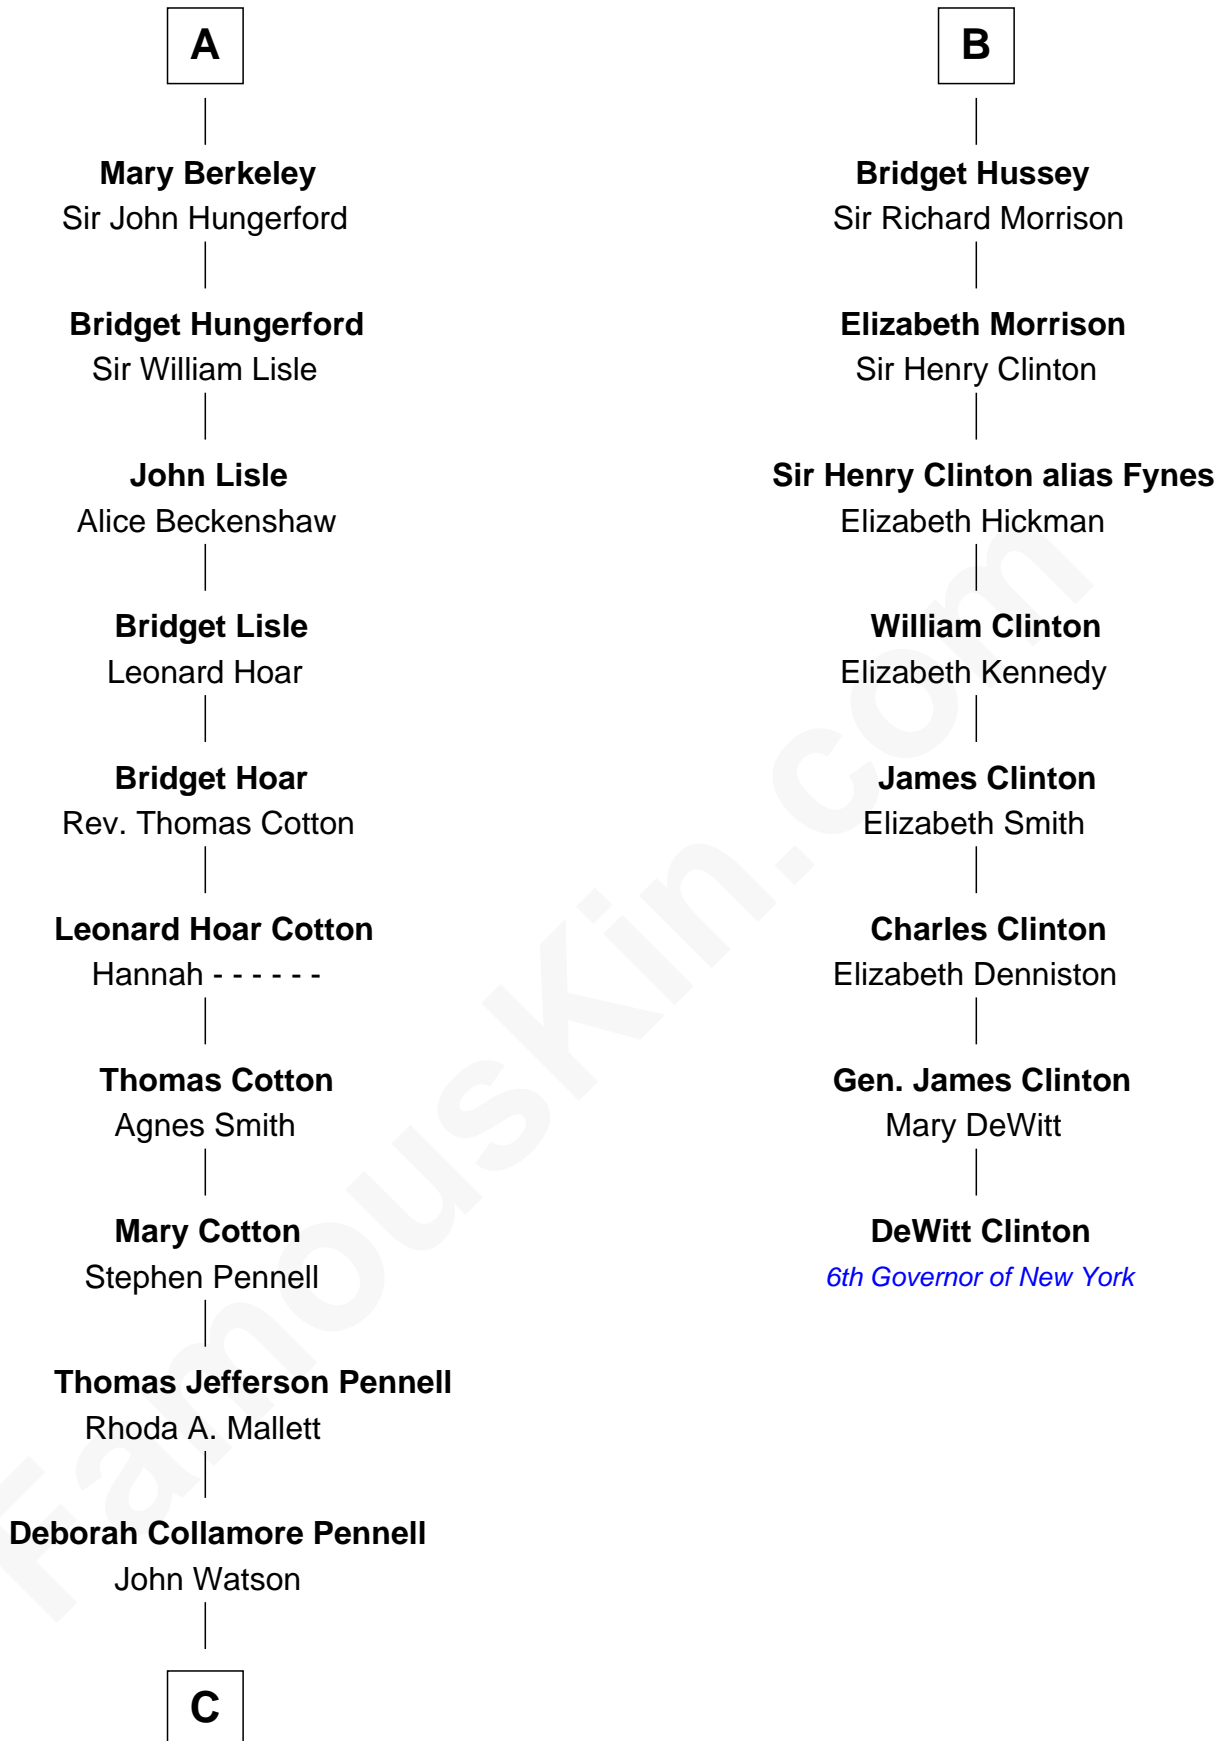 A
Mary Berkeley
Sir John Hungerford
Bridget Hungerford
Sir William Lisle
John Lisle
Alice Beckenshaw
Bridget Lisle
Leonard Hoar
Bridget Hoar
Rev. Thomas Cotton
Leonard Hoar Cotton
Hannah - - - - - -
Thomas Cotton
Agnes Smith
Mary Cotton
Stephen Pennell
Thomas Jefferson Pennell
Rhoda A. Mallett
Deborah Collamore Pennell
John Watson
C
B
Bridget Hussey
Sir Richard Morrison
Elizabeth Morrison
Sir Henry Clinton
Sir Henry Clinton alias Fynes
Elizabeth Hickman
William Clinton
Elizabeth Kennedy
James Clinton
Elizabeth Smith
Charles Clinton
Elizabeth Denniston
Gen. James Clinton
Mary DeWitt
DeWitt Clinton
6th Governor of New York
FamousKin.com